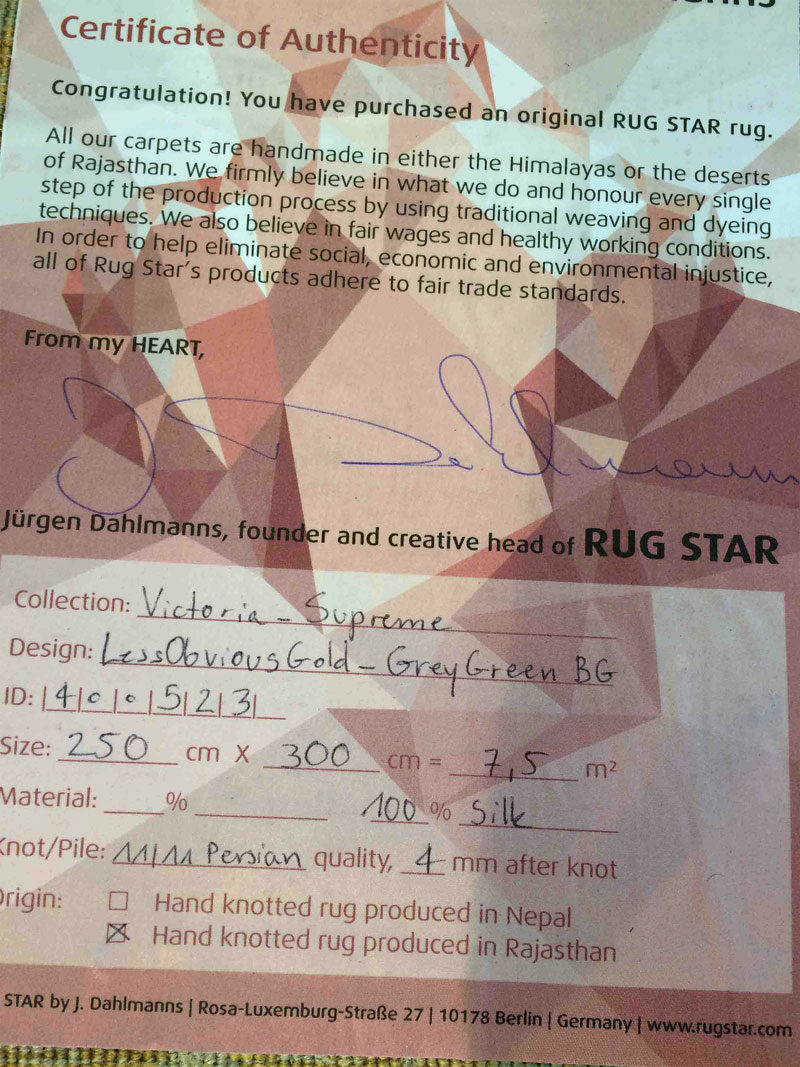 Certificate of Authenticity
Congratulation! You have purchased an original RUG STAR rug.
All our carpets are handmade in either the Himalayas or the deserts
of Rajasthan. We firmly believe in what we do and honour every single
step of the production process by using traditional weaving and dyeing
techniques. We also believe in fair wages and healthy working conditions.
In order to help eliminate social, economic and environmental injustice,
all of Rug Star's products adhere to fair trade standards.
From my HEART,
J Dahlmanns
Jürgen Dahlmanns, founder and creative head of RUG STAR
Collection: Victoria - Supreme
Design: LessObviousGold - GreyGreen BG
ID: |4|0|0|5|2|3|
Size: 250 cm X 300 cm = 7,5 m²
Material: % 100 % Silk
Knot/Pile: 11/11 Persian quality, 4 mm after knot
Origin: ☐ Hand knotted rug produced in Nepal
☒ Hand knotted rug produced in Rajasthan
STAR by J. Dahlmanns | Rosa-Luxemburg-Straße 27 | 10178 Berlin | Germany | www.rugstar.com